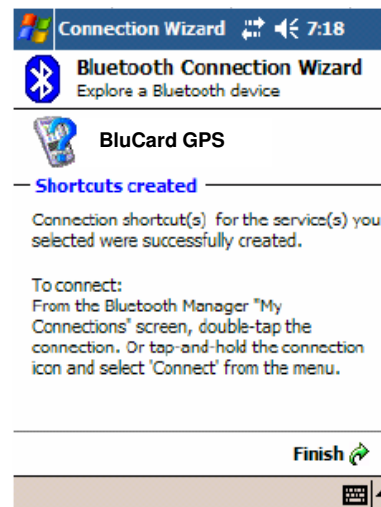 Connection Wizard 7:18
Bluetooth Connection Wizard
Explore a Bluetooth device
BluCard GPS
Shortcuts created
Connection shortcut(s) for the service(s) you
selected were successfully created.
To connect:
From the Bluetooth Manager "My
Connections" screen, double-tap the
connection. Or tap-and-hold the connection
icon and select 'Connect' from the menu.
Finish